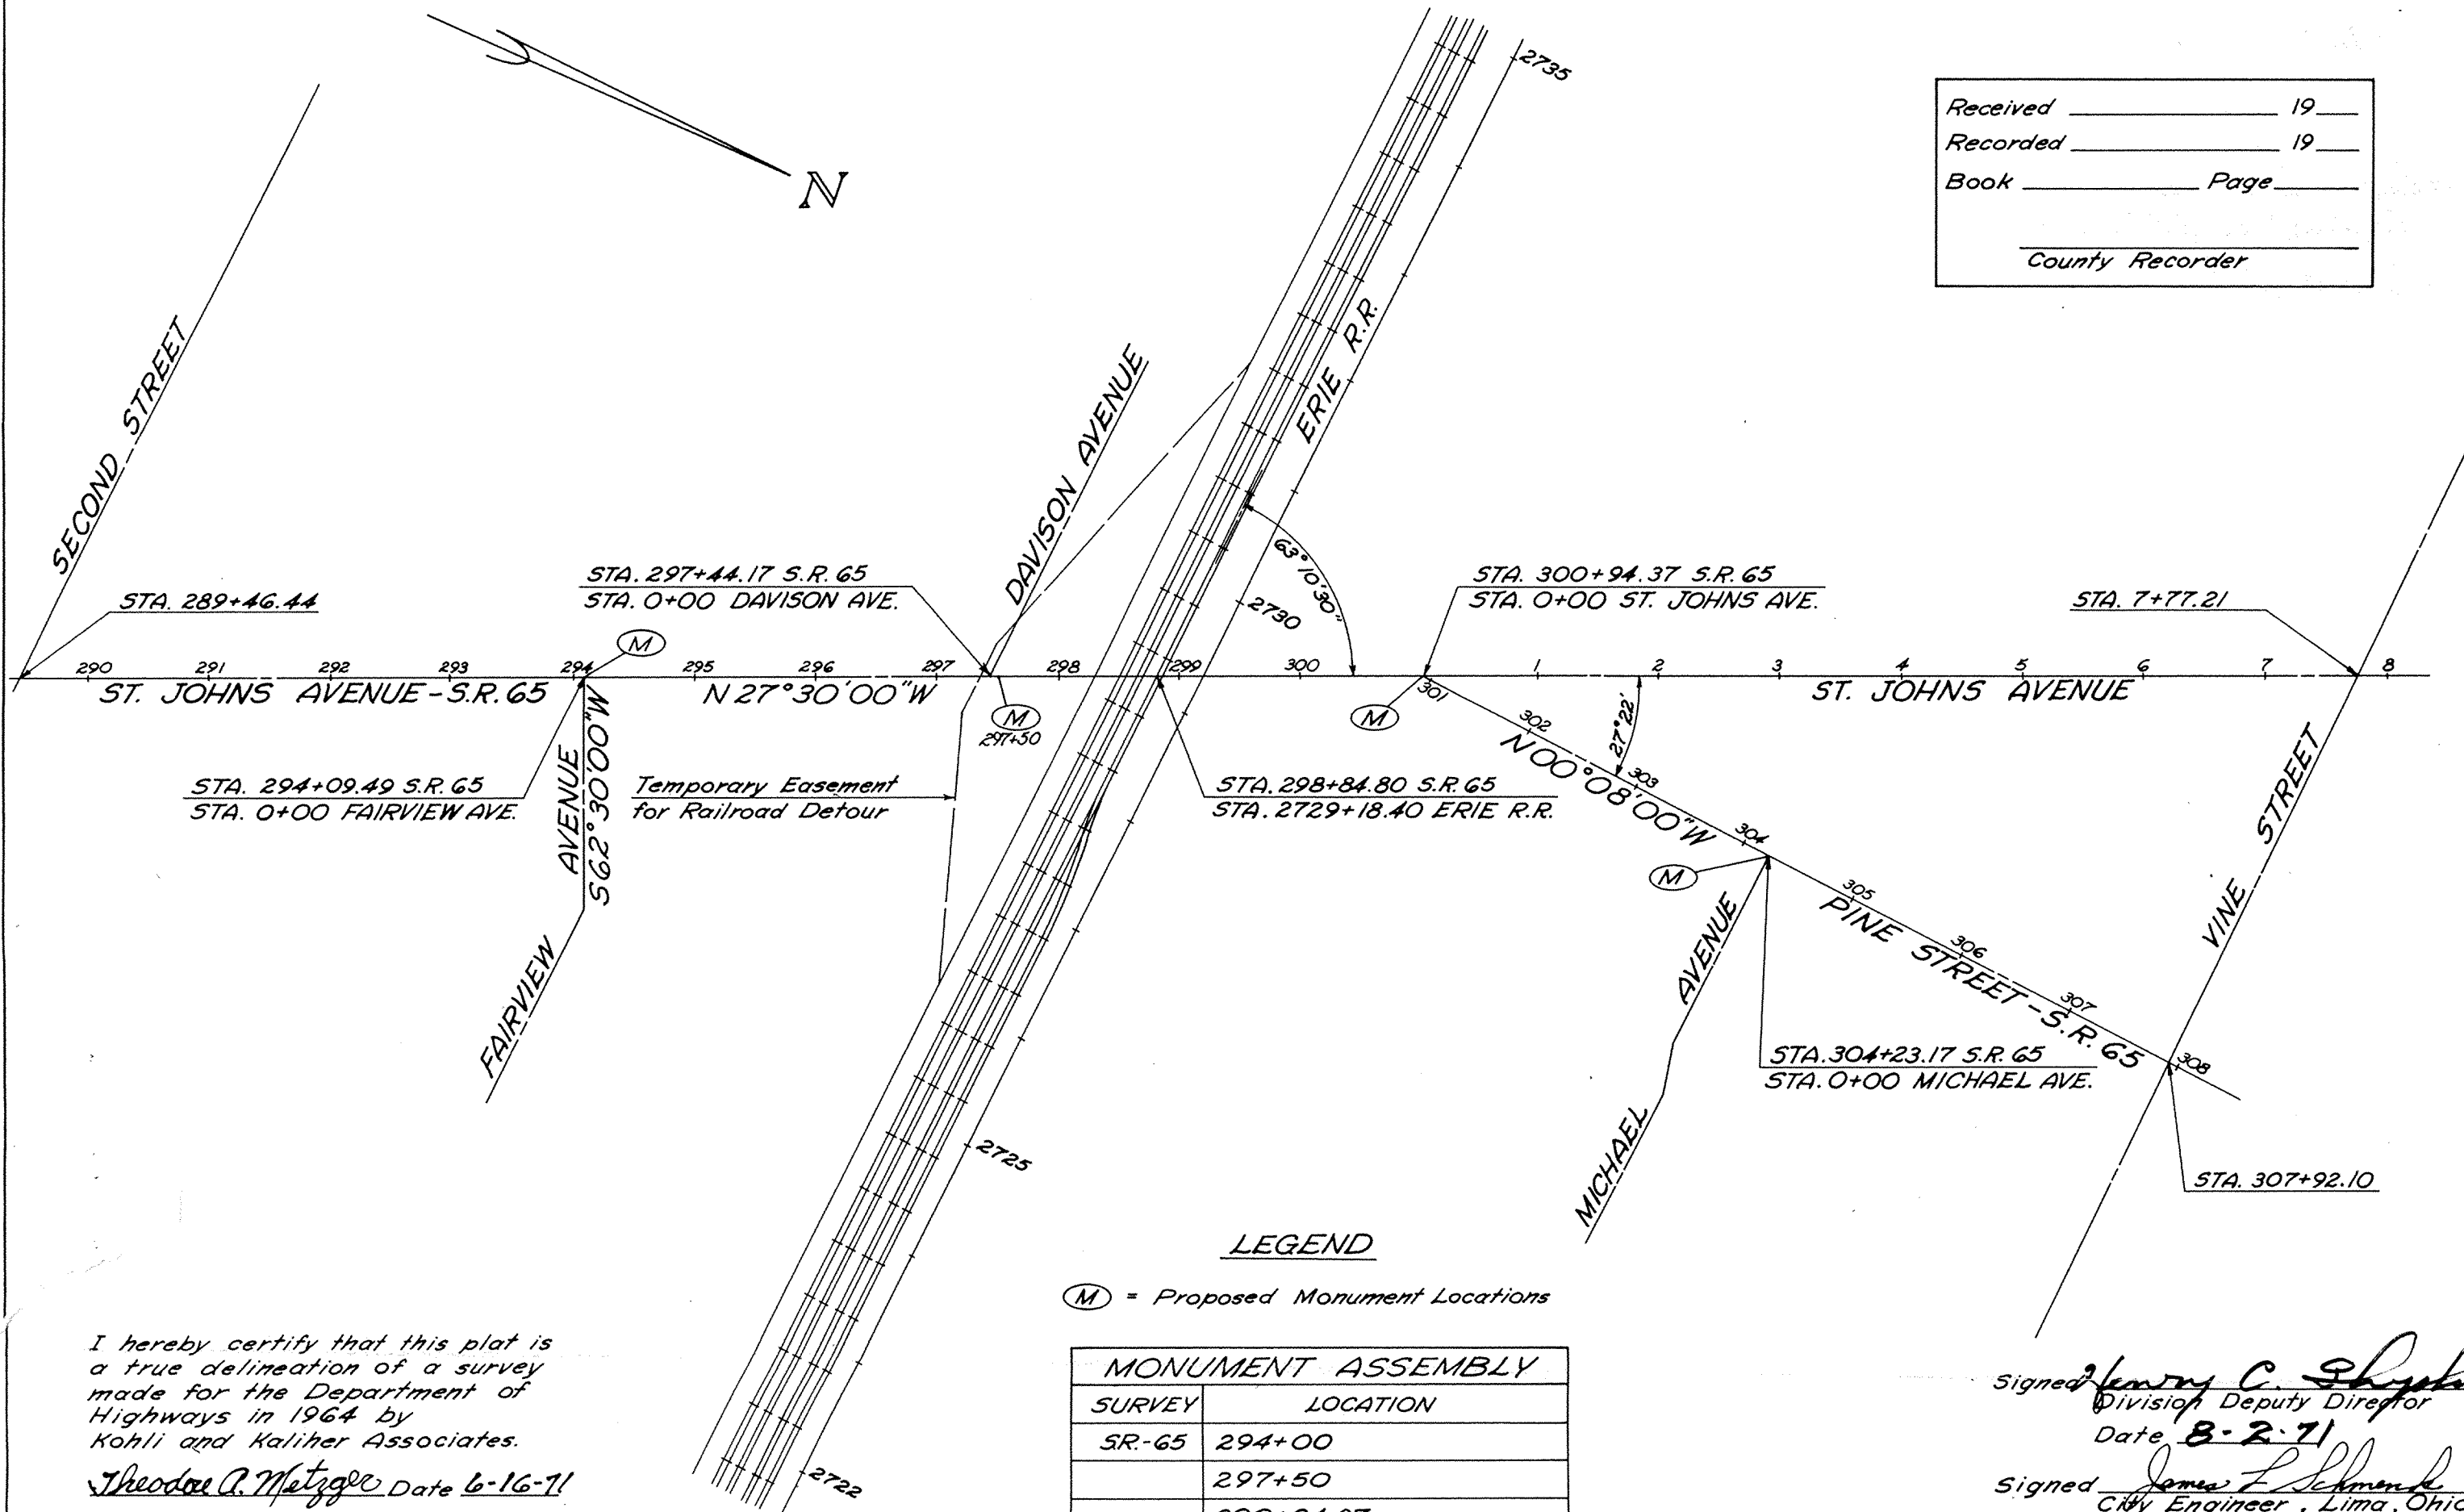 N
2735
Received 19
Recorded 19
Book Page
County Recorder
SECOND STREET
DAVISON AVENUE
ERIE R.R.
63°10'30"
2730
STA. 289+46.44
STA. 297+44.17 S.R. 65
STA. 0+00 DAVISON AVE.
STA. 300+94.37 S.R. 65
STA. 0+00 ST. JOHNS AVE.
STA. 7+77.21
M
290 291 292 293 294 295 296 297 298 299 300 1 2 3 4 5 6 7 8
ST. JOHNS AVENUE-S.R. 65
N 27°30'00"W
ST. JOHNS AVENUE
M
297+50
M
301
302
303
304
305
306
307
308
27°22'
N00°08'00"W
STA. 294+09.49 S.R. 65
STA. 0+00 FAIRVIEW AVE.
FAIRVIEW AVENUE
S62°30'00"W
Temporary Easement
for Railroad Detour
STA. 298+84.80 S.R. 65
STA. 2729+18.40 ERIE R.R.
M
PINE STREET-S.R. 65
VINE STREET
MICHAEL AVENUE
STA. 304+23.17 S.R. 65
STA. 0+00 MICHAEL AVE.
STA. 307+92.10
2725
2722
LEGEND
M = Proposed Monument Locations
MONUMENT ASSEMBLY
SURVEY LOCATION
S.R.-65 294+00
297+50
I hereby certify that this plat is
a true delineation of a survey
made for the Department of
Highways in 1964 by
Kohli and Kaliher Associates.
Theodore A. Metzger Date 6-16-71
Signed Henry C.
Division Deputy Director
Date 8-2-71
Signed James F Schmenk
City Engineer, Lima, Ohio